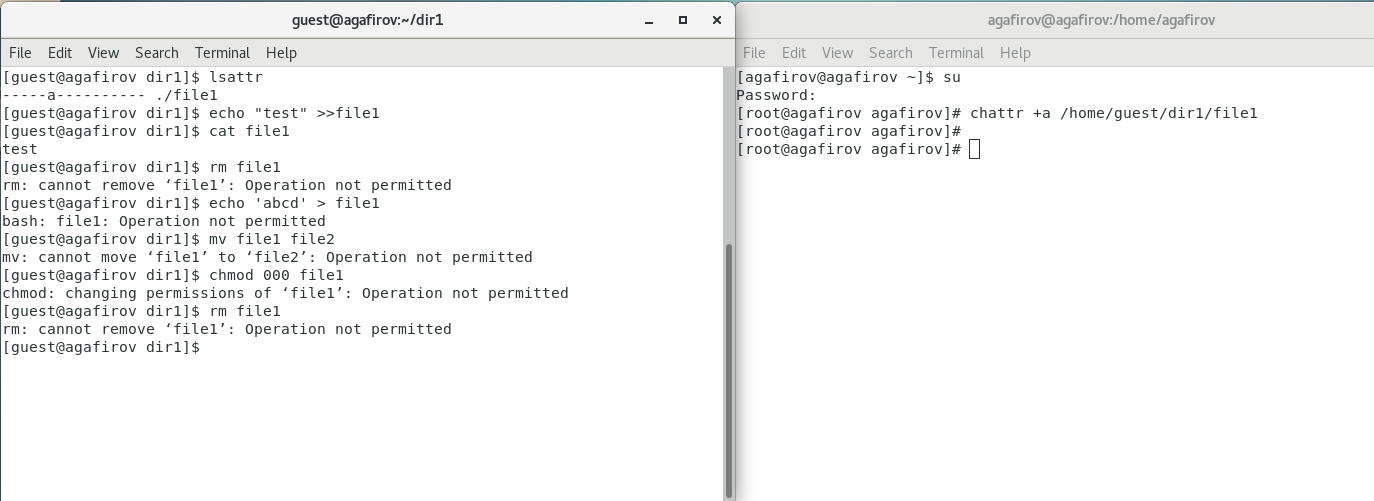 guest@agafirov:~/dir1
File Edit View Search Terminal Help
[guest@agafirov dir1]$ lsattr
-----a---------- ./file1
[guest@agafirov dir1]$ echo "test" >>file1
[guest@agafirov dir1]$ cat file1
test
[guest@agafirov dir1]$ rm file1
rm: cannot remove ‘file1’: Operation not permitted
[guest@agafirov dir1]$ echo 'abcd' > file1
bash: file1: Operation not permitted
[guest@agafirov dir1]$ mv file1 file2
mv: cannot move ‘file1’ to ‘file2’: Operation not permitted
[guest@agafirov dir1]$ chmod 000 file1
chmod: changing permissions of ‘file1’: Operation not permitted
[guest@agafirov dir1]$ rm file1
rm: cannot remove ‘file1’: Operation not permitted
[guest@agafirov dir1]$
agafirov@agafirov:/home/agafirov
File Edit View Search Terminal Help
[agafirov@agafirov ~]$ su
Password:
[root@agafirov agafirov]# chattr +a /home/guest/dir1/file1
[root@agafirov agafirov]#
[root@agafirov agafirov]#